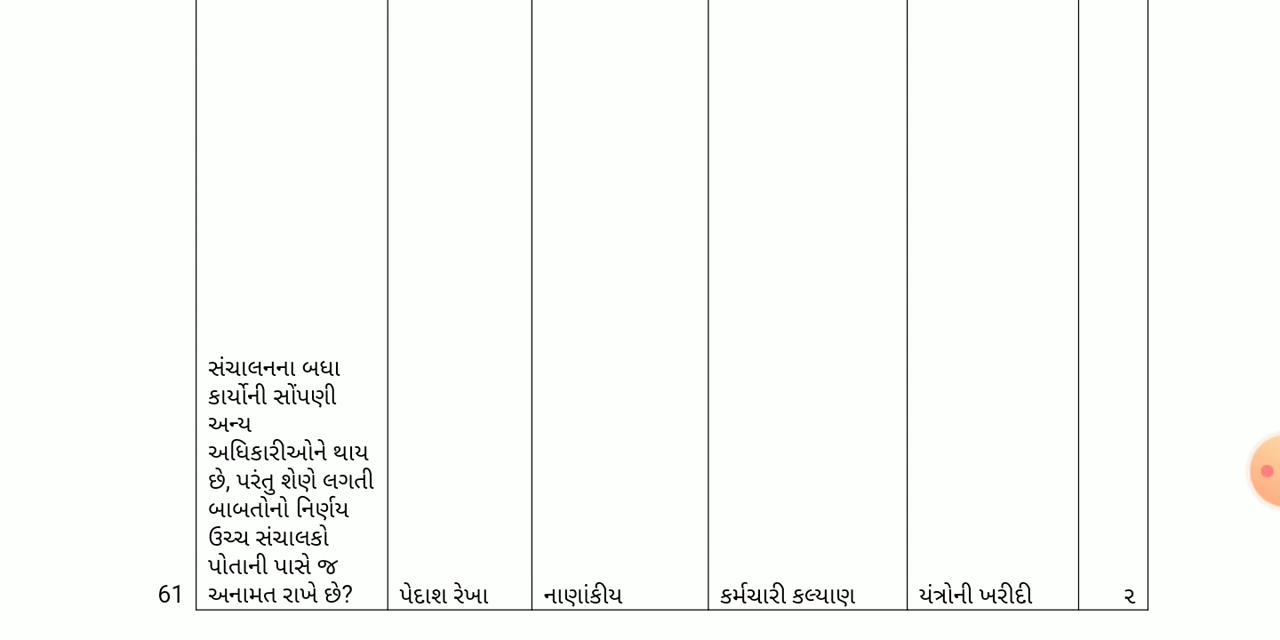 સંચાલનના બધા
કાર્યોની સોંપણી
અન્ય
અધિકારીઓને થાય
છે, પરંતુ શેણે લગતી
બાબતોનો નિર્ણય
ઉચ્ચ સંચાલકો
પોતાની પાસે જ
61 અનામત રાખે છે? પેદાશ રેખા નાણાંકીય કર્મચારી કલ્યાણ યંત્રોની ખરીદી ૨